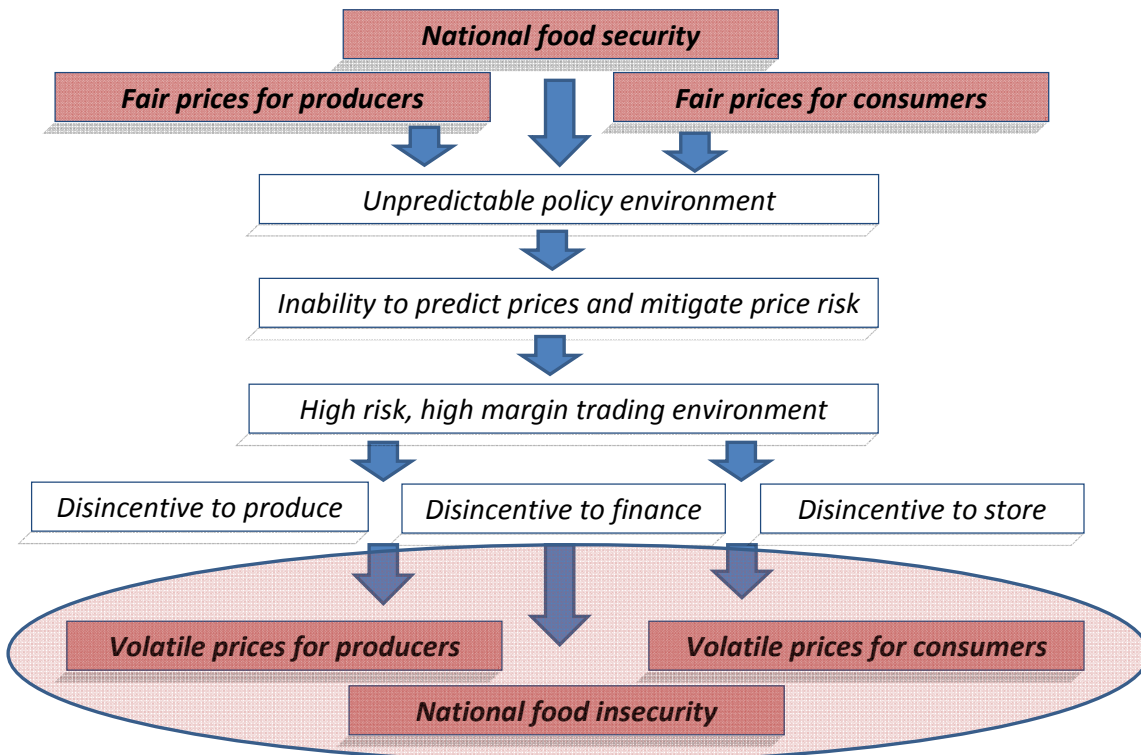 National food security
Fair prices for producers
Fair prices for consumers
Unpredictable policy environment
Inability to predict prices and mitigate price risk
High risk, high margin trading environment
Disincentive to produce
Disincentive to finance
Disincentive to store
Volatile prices for producers
Volatile prices for consumers
National food insecurity